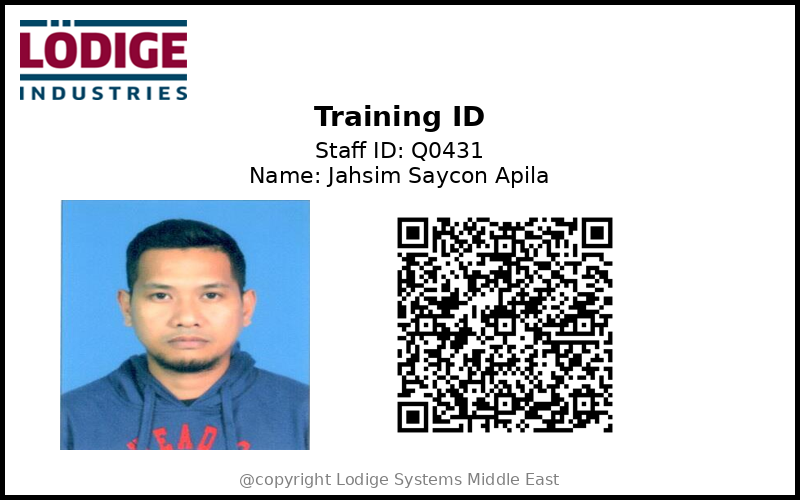 LÖDIGE
INDUSTRIES
Training ID
Staff ID: Q0431
Name: Jahsim Saycon Apila
@copyright Lodige Systems Middle East